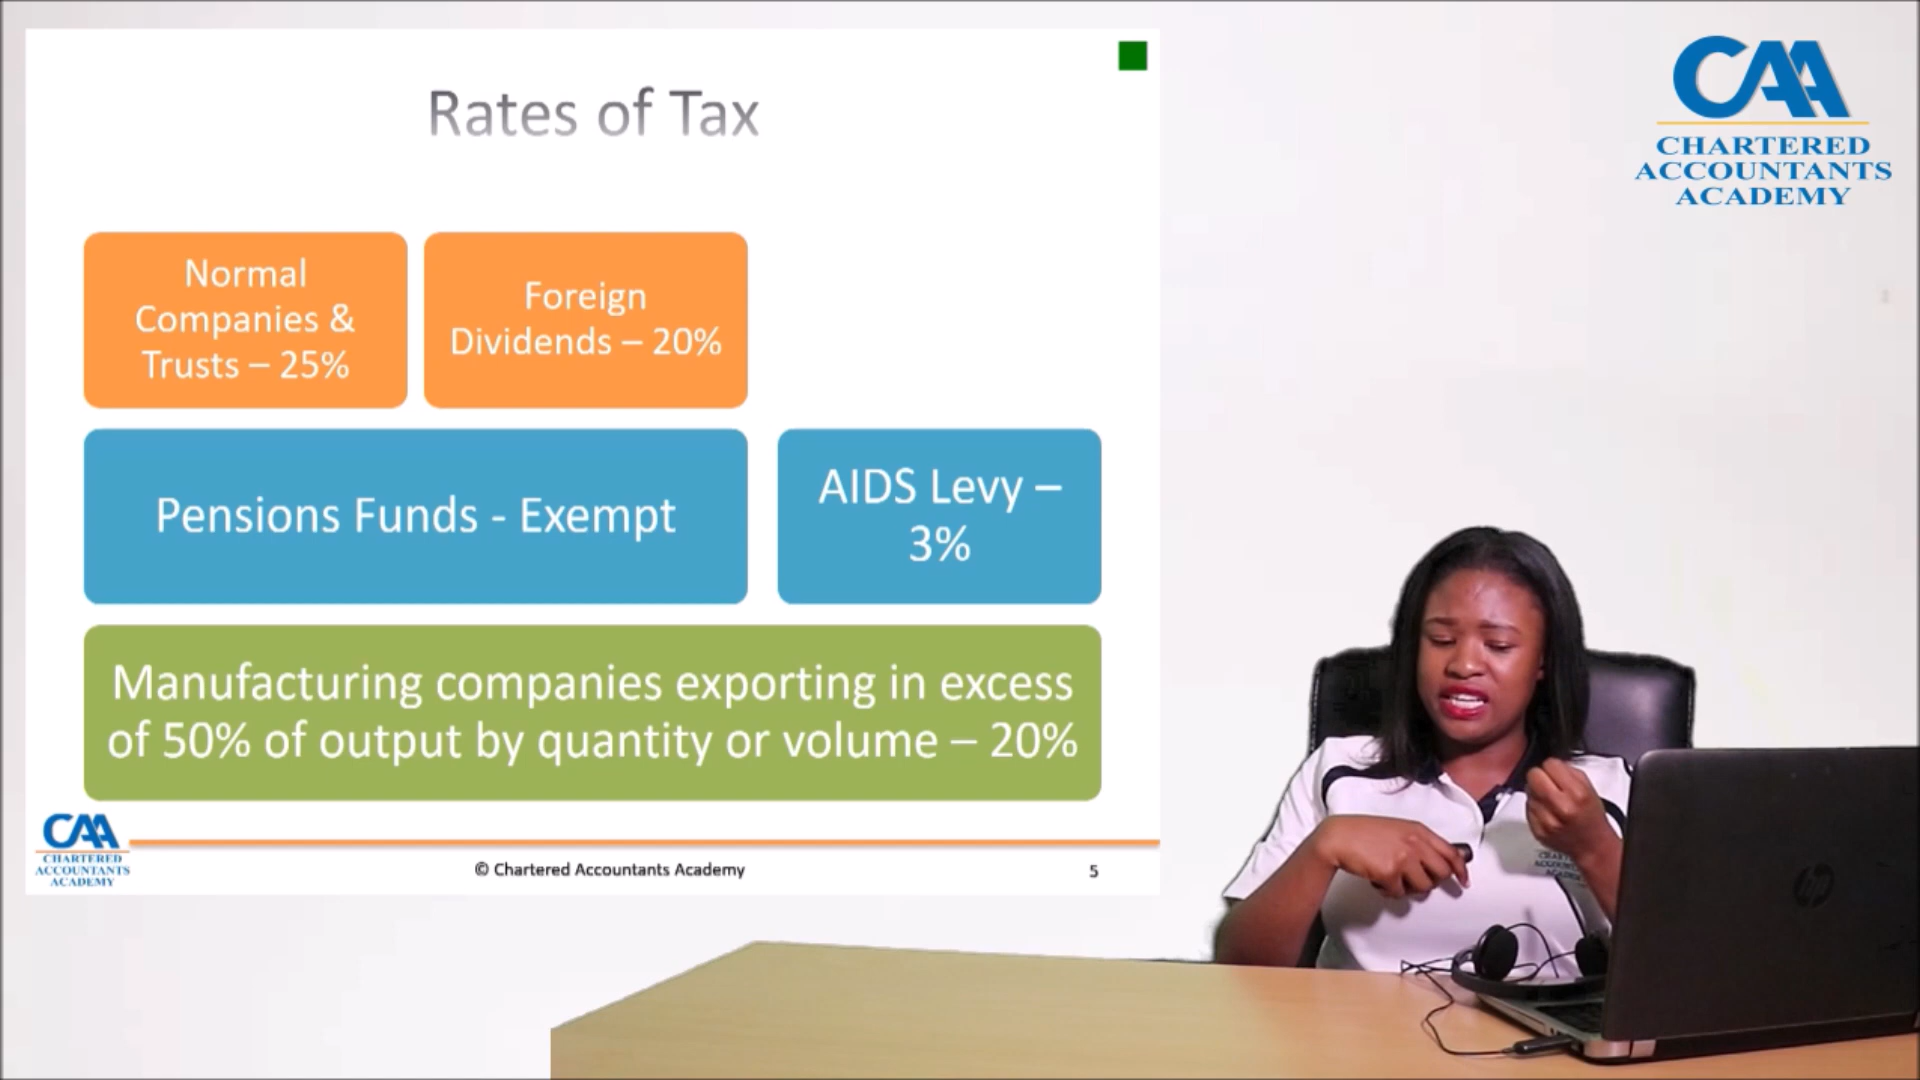 Rates of Tax
Normal
Companies &
Trusts – 25%
Foreign
Dividends – 20%
Pensions Funds - Exempt
AIDS Levy –
3%
Manufacturing companies exporting in excess
of 50% of output by quantity or volume – 20%
CAA
CHARTERED
ACCOUNTANTS
ACADEMY
© Chartered Accountants Academy
5
CAA
CHARTERED
ACCOUNTANTS
ACADEMY
hp